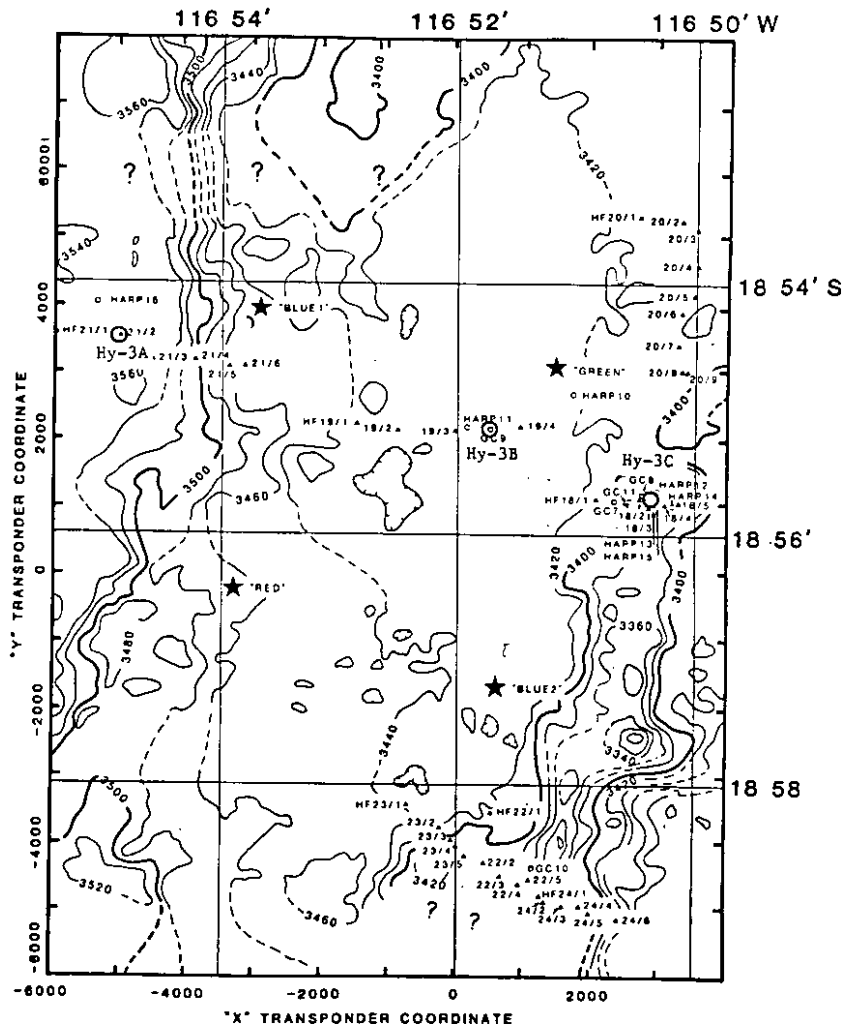 116 54' 116 52' 116 50' W
3500
3440
3400
3400
3560
60001
? ? ?
3420
HF20/1 20/2
20/3
3540
20/4
18 54' S
HARP16
20/5
4000
"BLUE1"
20/6
HF21/1 21/2
Hy-3A 21/3 21/4
21/5 21/6
20/7
"GREEN"
20/8 20/9
3560
HARP10
3400
"Y" TRANSPONDER COORDINATE
2000
HF19/1 19/2 19/3 HARP11 19/4
GC9
Hy-3B
Hy-3C
3500
3460
GC8
HARP12
GC11 HARP14
HF18/1 18/5
GC7 18/2 18/4
18/3
18 56'
HARP13
HARP15
3420 3400
3400
0
"RED"
3360
3480
"BLUE2"
-2000
3440
3340
3420
18 58
3500
HF23/1 HF22/1
23/2
23/3
-4000
23/4
23/5 22/2 GC10
3420 22/3 22/5
22/4 HF24/1
3520
3460
24/2
24/3 24/4
24/5 24/6
? ?
-6000
-6000 -4000 -2000 0 2000
"X" TRANSPONDER COORDINATE